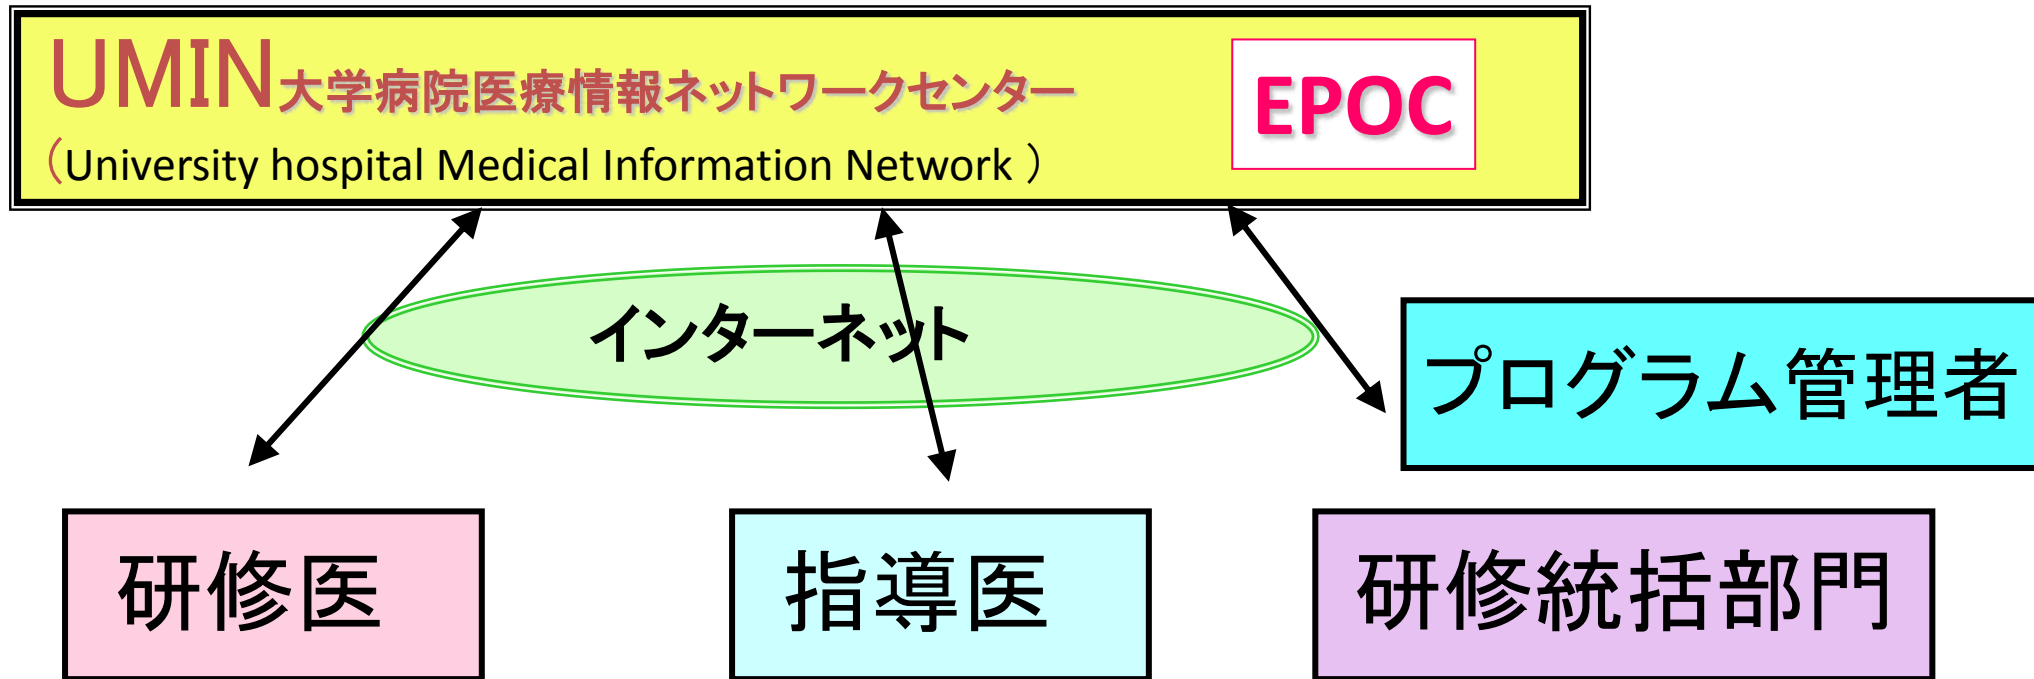 UMIN大学病院医療情報ネットワークセンター
EPOC
（University hospital Medical Information Network ）
インターネット
プログラム管理者
研修医
指導医
研修統括部門